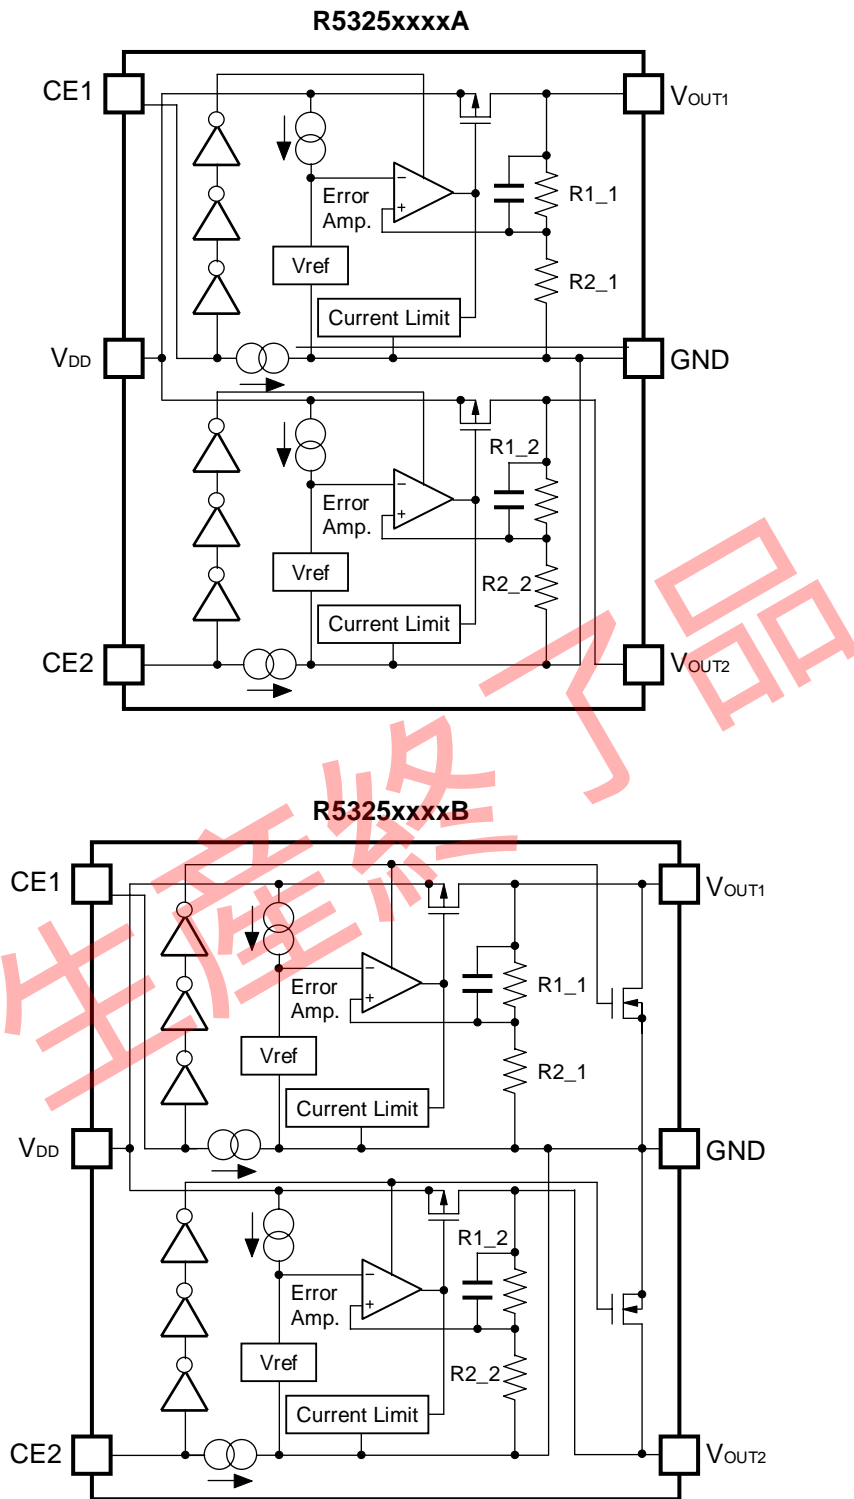 R5325xxxxA
CE1
VOUT1
Error
Amp.
−
+
R1_1
Vref
R2_1
Current Limit
VDD
GND
R1_2
Error
Amp.
−
+
Vref
R2_2
Current Limit
CE2
VOUT2
生産終了品
R5325xxxxB
CE1
VOUT1
Error
Amp.
−
+
R1_1
Vref
R2_1
Current Limit
VDD
GND
R1_2
Error
Amp.
−
+
Vref
R2_2
Current Limit
CE2
VOUT2